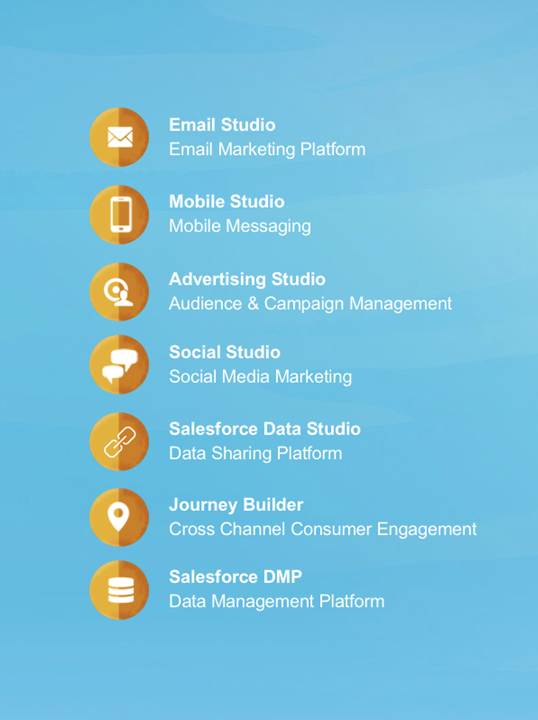 Email Studio
Email Marketing Platform
Mobile Studio
Mobile Messaging
Advertising Studio
Audience & Campaign Management
Social Studio
Social Media Marketing
Salesforce Data Studio
Data Sharing Platform
Journey Builder
Cross Channel Consumer Engagement
Salesforce DMP
Data Management Platform